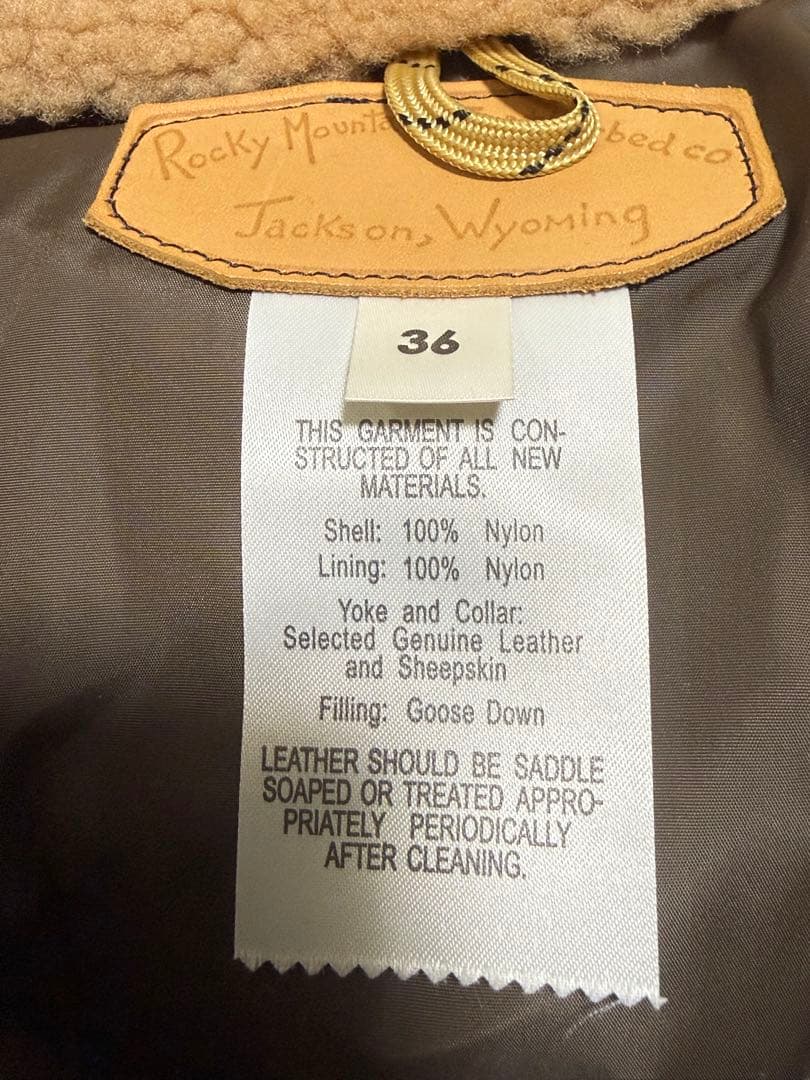 Rocky Mounta bed co
Jackson, Wyoming
36
THIS GARMENT IS CON-
STRUCTED OF ALL NEW
MATERIALS.
Shell: 100% Nylon
Lining: 100% Nylon
Yoke and Collar:
Selected Genuine Leather
and Sheepskin
Filling: Goose Down
LEATHER SHOULD BE SADDLE
SOAPED OR TREATED APPRO-
PRIATELY PERIODICALLY
AFTER CLEANING.